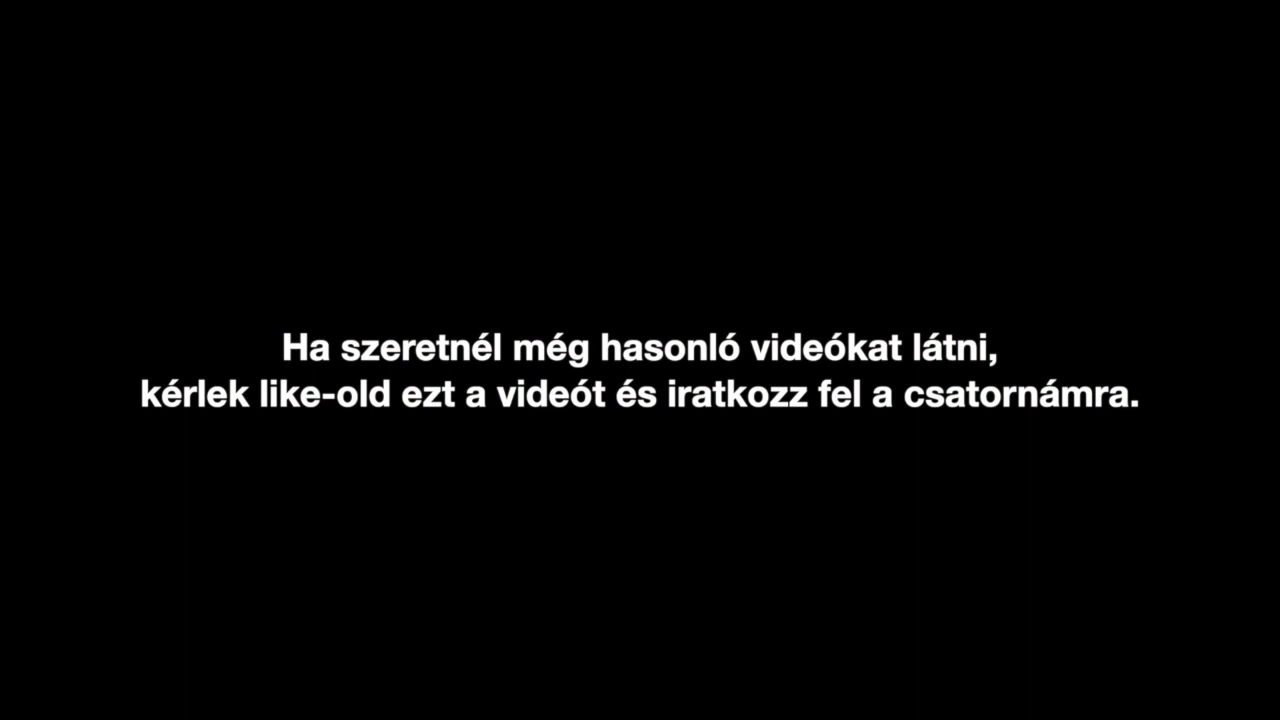 Ha szeretnél még hasonló videókat látni,
kérlek like-old ezt a videót és iratkozz fel a csatornámra.